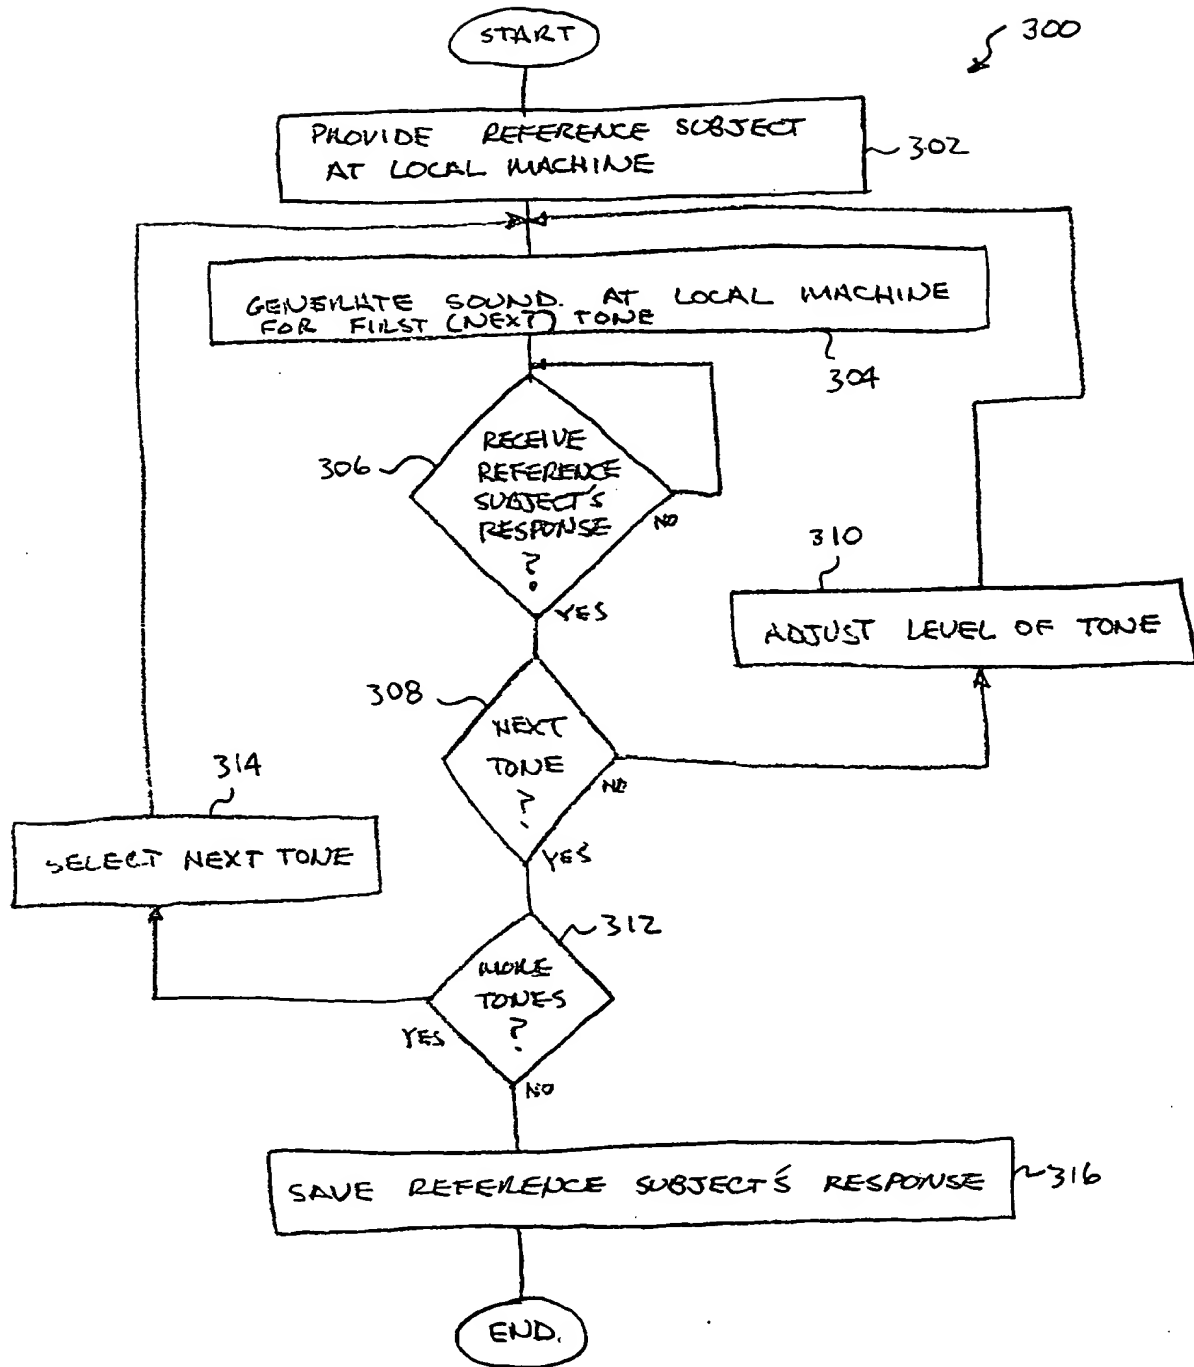 START
300
PROVIDE REFERENCE SUBJECT
AT LOCAL MACHINE
302
GENERATE SOUND. AT LOCAL MACHINE
FOR FIRST (NEXT) TONE
304
RECEIVE
REFERENCE
SUBJECT'S
RESPONSE
?
306
NO
YES
310
ADJUST LEVEL OF TONE
308
NEXT
TONE
?
NO
YES
314
SELECT NEXT TONE
312
MORE
TONES
?
YES
NO
SAVE REFERENCE SUBJECT'S RESPONSE
316
END.